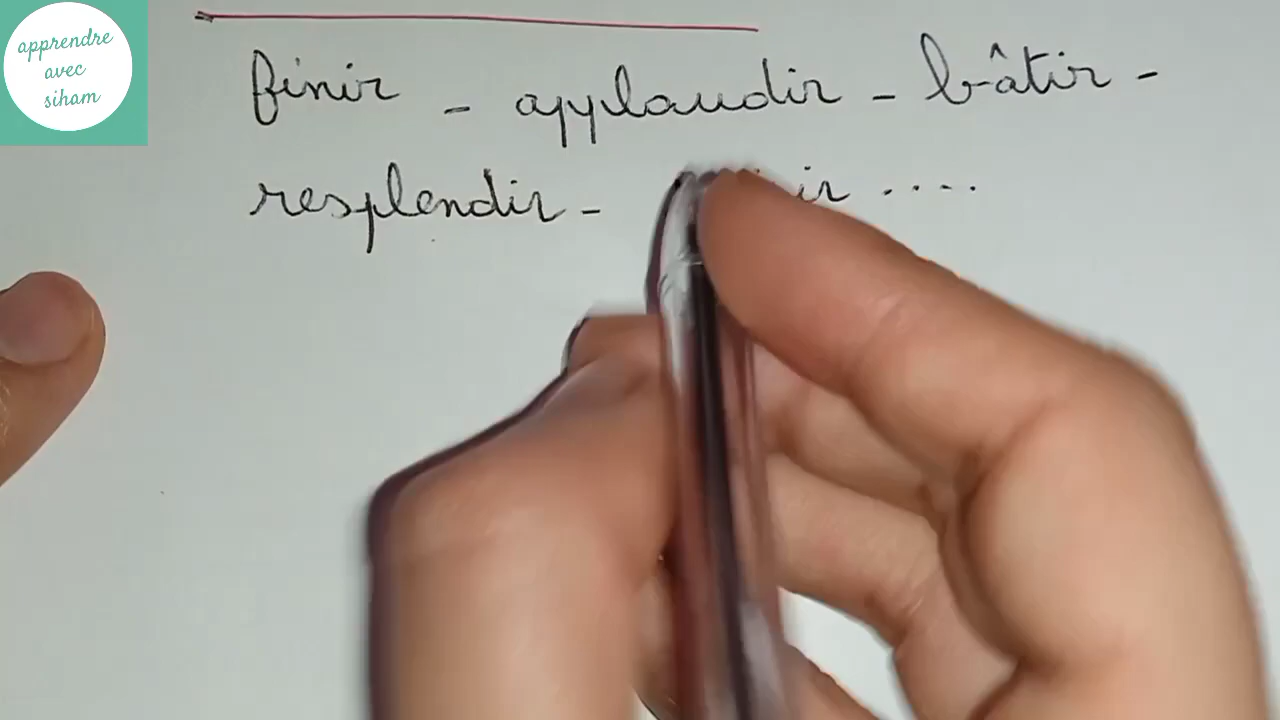 apprendre
avec
siham
finir - applaudir - bâtir -
resplendir - ....